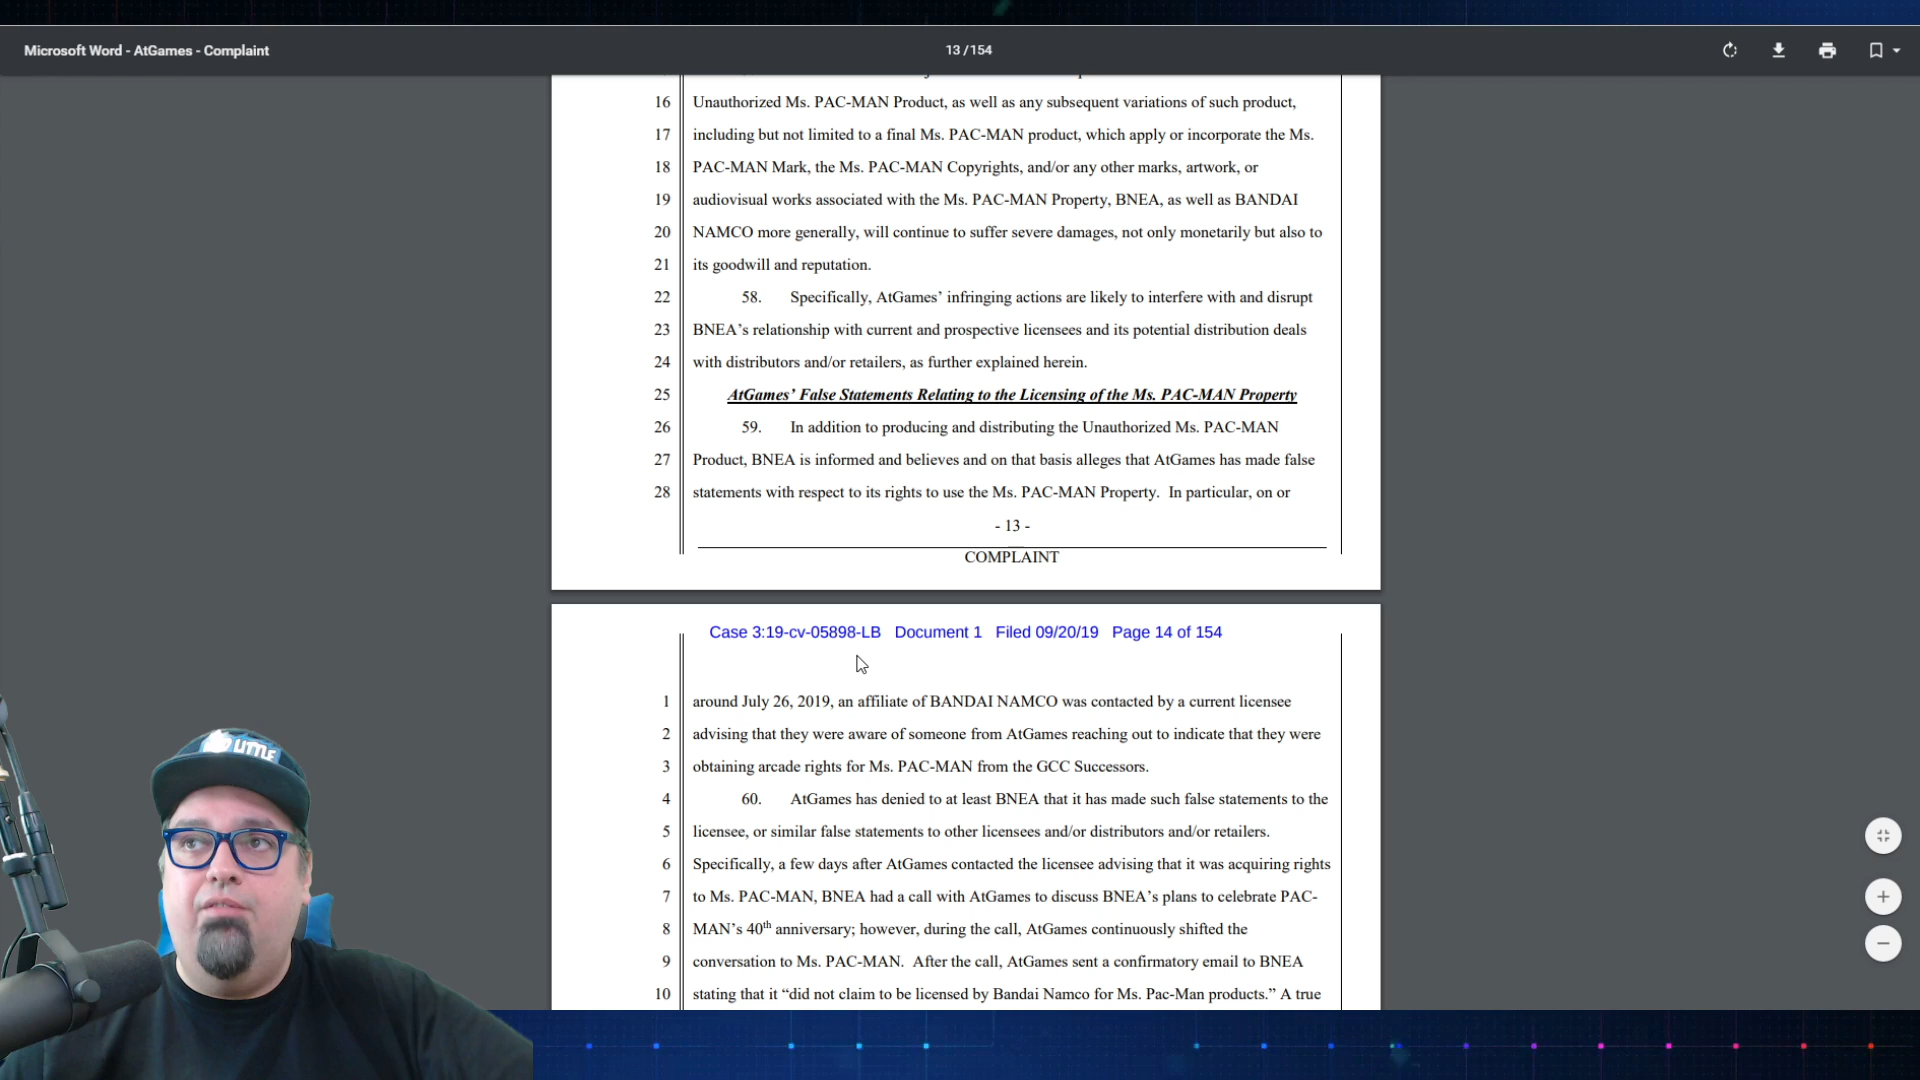 Microsoft Word - AtGames - Complaint
13 / 154
16 Unauthorized Ms. PAC-MAN Product, as well as any subsequent variations of such product,
17 including but not limited to a final Ms. PAC-MAN product, which apply or incorporate the Ms.
18 PAC-MAN Mark, the Ms. PAC-MAN Copyrights, and/or any other marks, artwork, or
19 audiovisual works associated with the Ms. PAC-MAN Property, BNEA, as well as BANDAI
20 NAMCO more generally, will continue to suffer severe damages, not only monetarily but also to
21 its goodwill and reputation.
22 58. Specifically, AtGames’ infringing actions are likely to interfere with and disrupt
23 BNEA’s relationship with current and prospective licensees and its potential distribution deals
24 with distributors and/or retailers, as further explained herein.
25 AtGames’ False Statements Relating to the Licensing of the Ms. PAC-MAN Property
26 59. In addition to producing and distributing the Unauthorized Ms. PAC-MAN
27 Product, BNEA is informed and believes and on that basis alleges that AtGames has made false
28 statements with respect to its rights to use the Ms. PAC-MAN Property. In particular, on or
- 13 -
COMPLAINT
Case 3:19-cv-05898-LB Document 1 Filed 09/20/19 Page 14 of 154
1 around July 26, 2019, an affiliate of BANDAI NAMCO was contacted by a current licensee
2 advising that they were aware of someone from AtGames reaching out to indicate that they were
3 obtaining arcade rights for Ms. PAC-MAN from the GCC Successors.
4 60. AtGames has denied to at least BNEA that it has made such false statements to the
5 licensee, or similar false statements to other licensees and/or distributors and/or retailers.
6 Specifically, a few days after AtGames contacted the licensee advising that it was acquiring rights
7 to Ms. PAC-MAN, BNEA had a call with AtGames to discuss BNEA’s plans to celebrate PAC-
8 MAN’s 40th anniversary; however, during the call, AtGames continuously shifted the
9 conversation to Ms. PAC-MAN. After the call, AtGames sent a confirmatory email to BNEA
10 stating that it “did not claim to be licensed by Bandai Namco for Ms. Pac-Man products.” A true